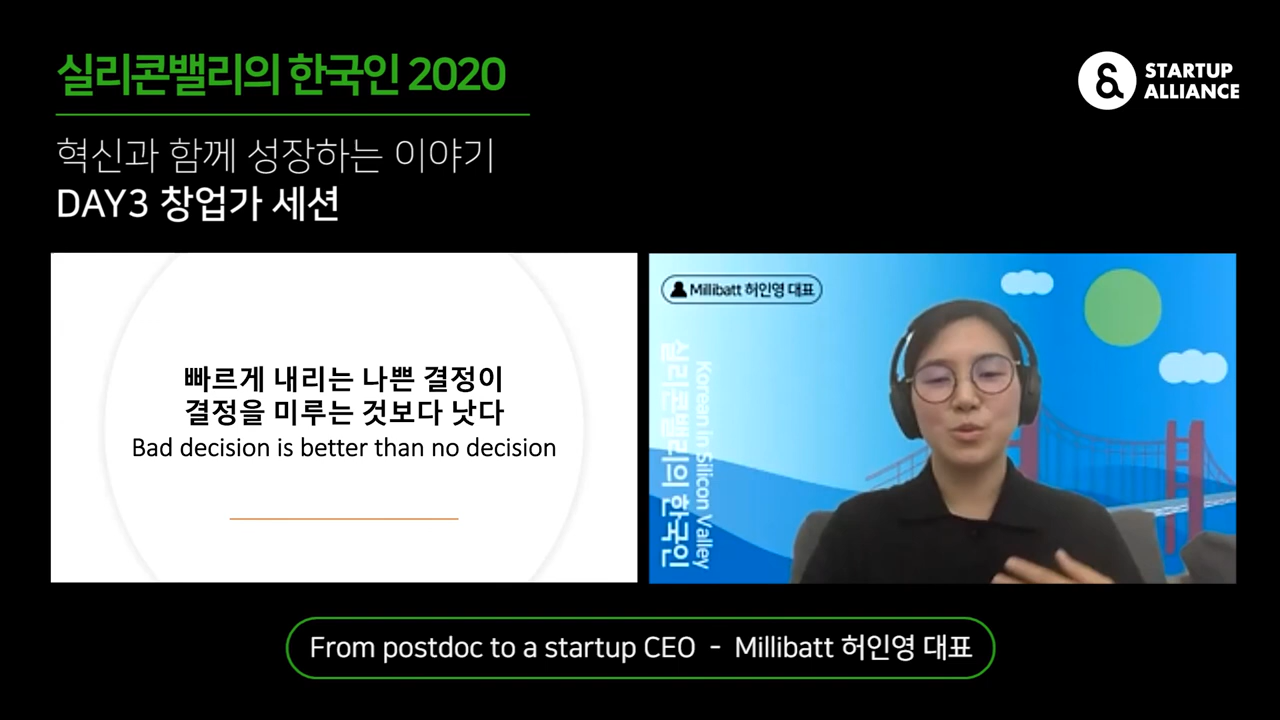 실리콘밸리의 한국인 2020
STARTUP
ALLIANCE
혁신과 함께 성장하는 이야기
DAY3 창업가 세션
빠르게 내리는 나쁜 결정이
결정을 미루는 것보다 낫다
Bad decision is better than no decision
Millibatt 허인영 대표
Korean in Silicon Valley
실리콘밸리의 한국인
From postdoc to a startup CEO - Millibatt 허인영 대표